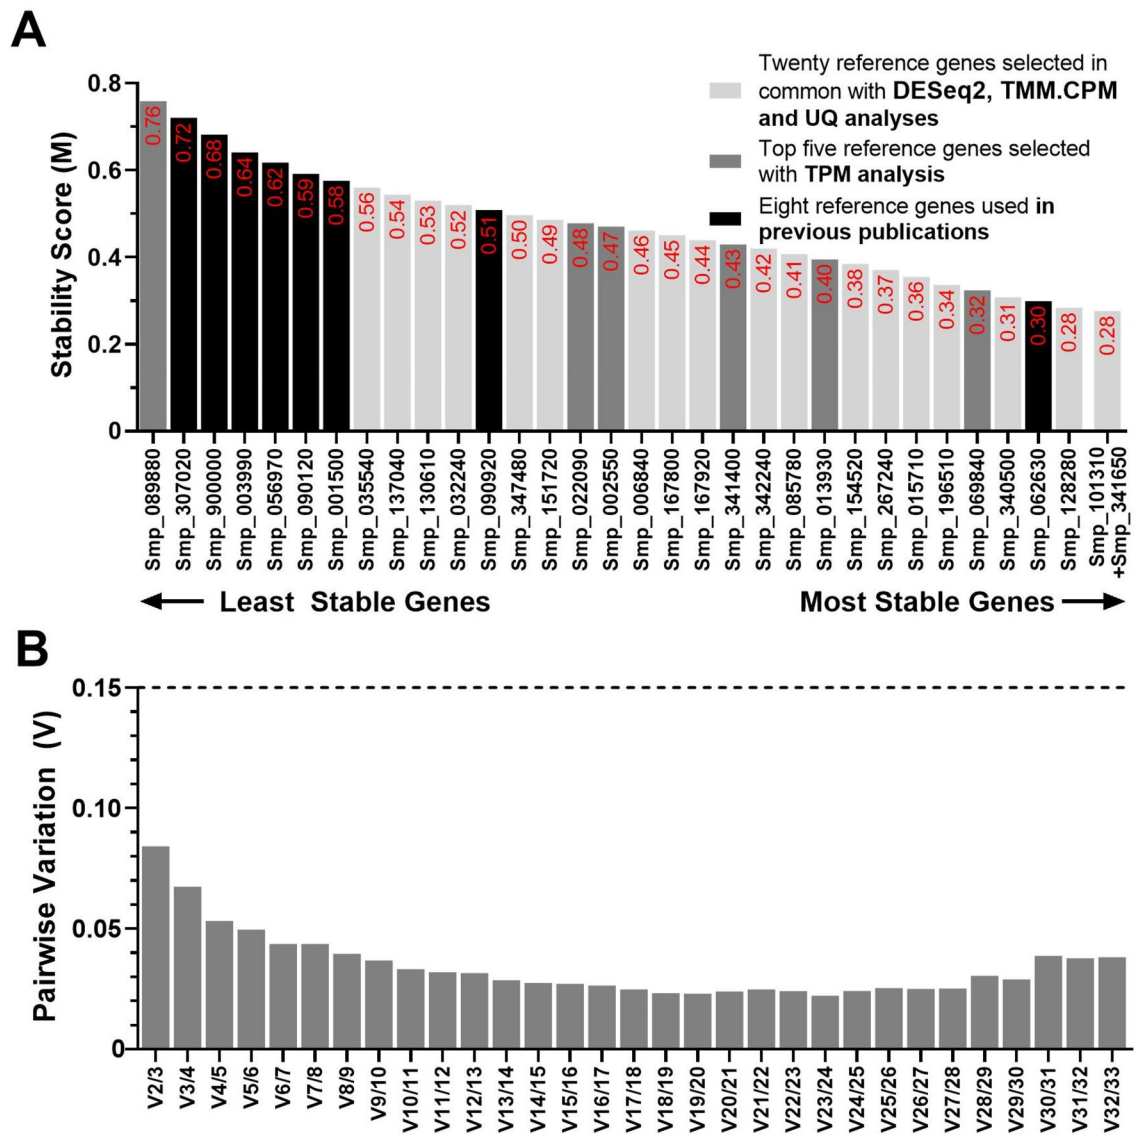 A
Twenty reference genes selected in
common with DESeq2, TMM.CPM
and UQ analyses
Top five reference genes selected
with TPM analysis
Eight reference genes used in
previous publications
Stability Score (M)
0.8
0.6
0.4
0.2
0
0.76
0.72
0.68
0.64
0.62
0.59
0.58
0.56
0.54
0.53
0.52
0.51
0.50
0.49
0.48
0.47
0.46
0.45
0.44
0.43
0.42
0.41
0.40
0.38
0.37
0.36
0.34
0.32
0.31
0.30
0.28
0.28
Smp_089880
Smp_307020
Smp_900000
Smp_003990
Smp_056970
Smp_090120
Smp_001500
Smp_035540
Smp_137040
Smp_130610
Smp_032240
Smp_090920
Smp_347480
Smp_151720
Smp_022090
Smp_002550
Smp_006840
Smp_167800
Smp_167920
Smp_341400
Smp_342240
Smp_085780
Smp_013930
Smp_154520
Smp_267240
Smp_015710
Smp_196510
Smp_069840
Smp_340500
Smp_062630
Smp_128280
Smp_101310
+Smp_341650
Least Stable Genes
Most Stable Genes
B
Pairwise Variation (V)
0.15
0.10
0.05
0
V2/3
V3/4
V4/5
V5/6
V6/7
V7/8
V8/9
V9/10
V10/11
V11/12
V12/13
V13/14
V14/15
V15/16
V16/17
V17/18
V18/19
V19/20
V20/21
V21/22
V22/23
V23/24
V24/25
V25/26
V26/27
V27/28
V28/29
V29/30
V30/31
V31/32
V32/33